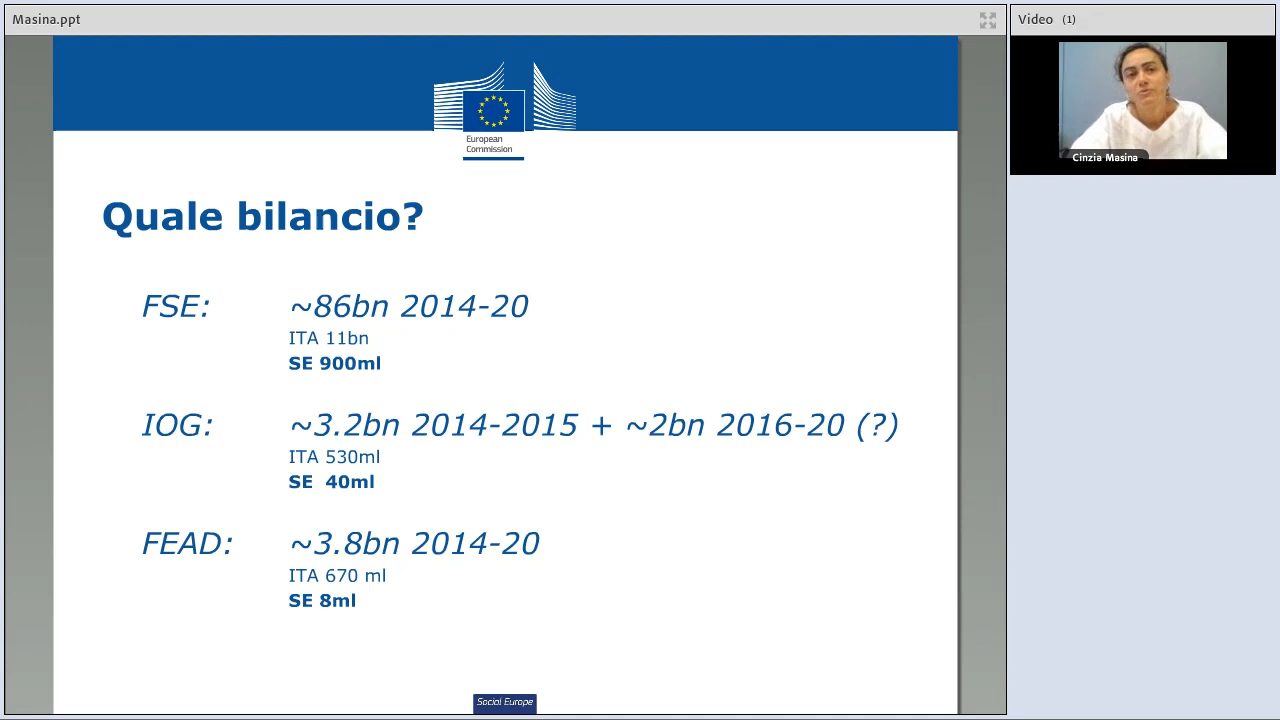 Masina.ppt
Video (1)
Cinzia Masina
European
Commission
Quale bilancio?
FSE: ~86bn 2014-20
ITA 11bn
SE 900ml
IOG: ~3.2bn 2014-2015 + ~2bn 2016-20 (?)
ITA 530ml
SE 40ml
FEAD: ~3.8bn 2014-20
ITA 670 ml
SE 8ml
Social Europe